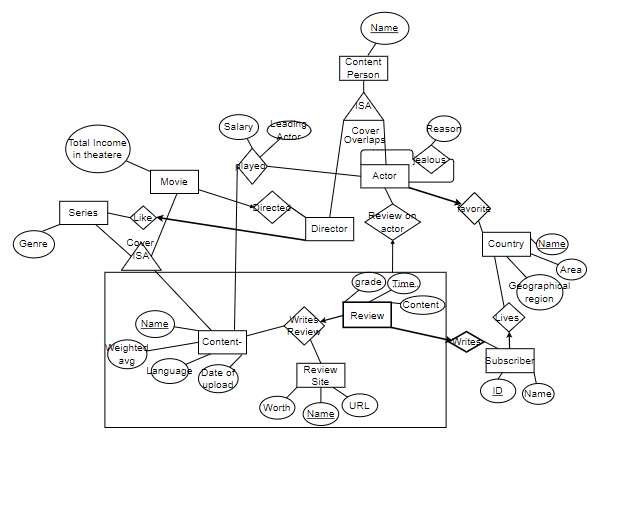 Name
Content
Person
ISA
Cover
Overlaps
Salary
Leading
Actor
Reason
Total Income
in theatere
played
jealous
Actor
Movie
Series
Like
Directed
Director
Review on
actor
favorite
Country
Name
Genre
Cover
ISA
Area
Geographical
region
grade
Time
Content
Name
Writes
Review
Review
Lives
Content-
Weighted
avg
Language
Date of
upload
Writes
Subscriber
Review
Site
Worth
Name
URL
ID
Name